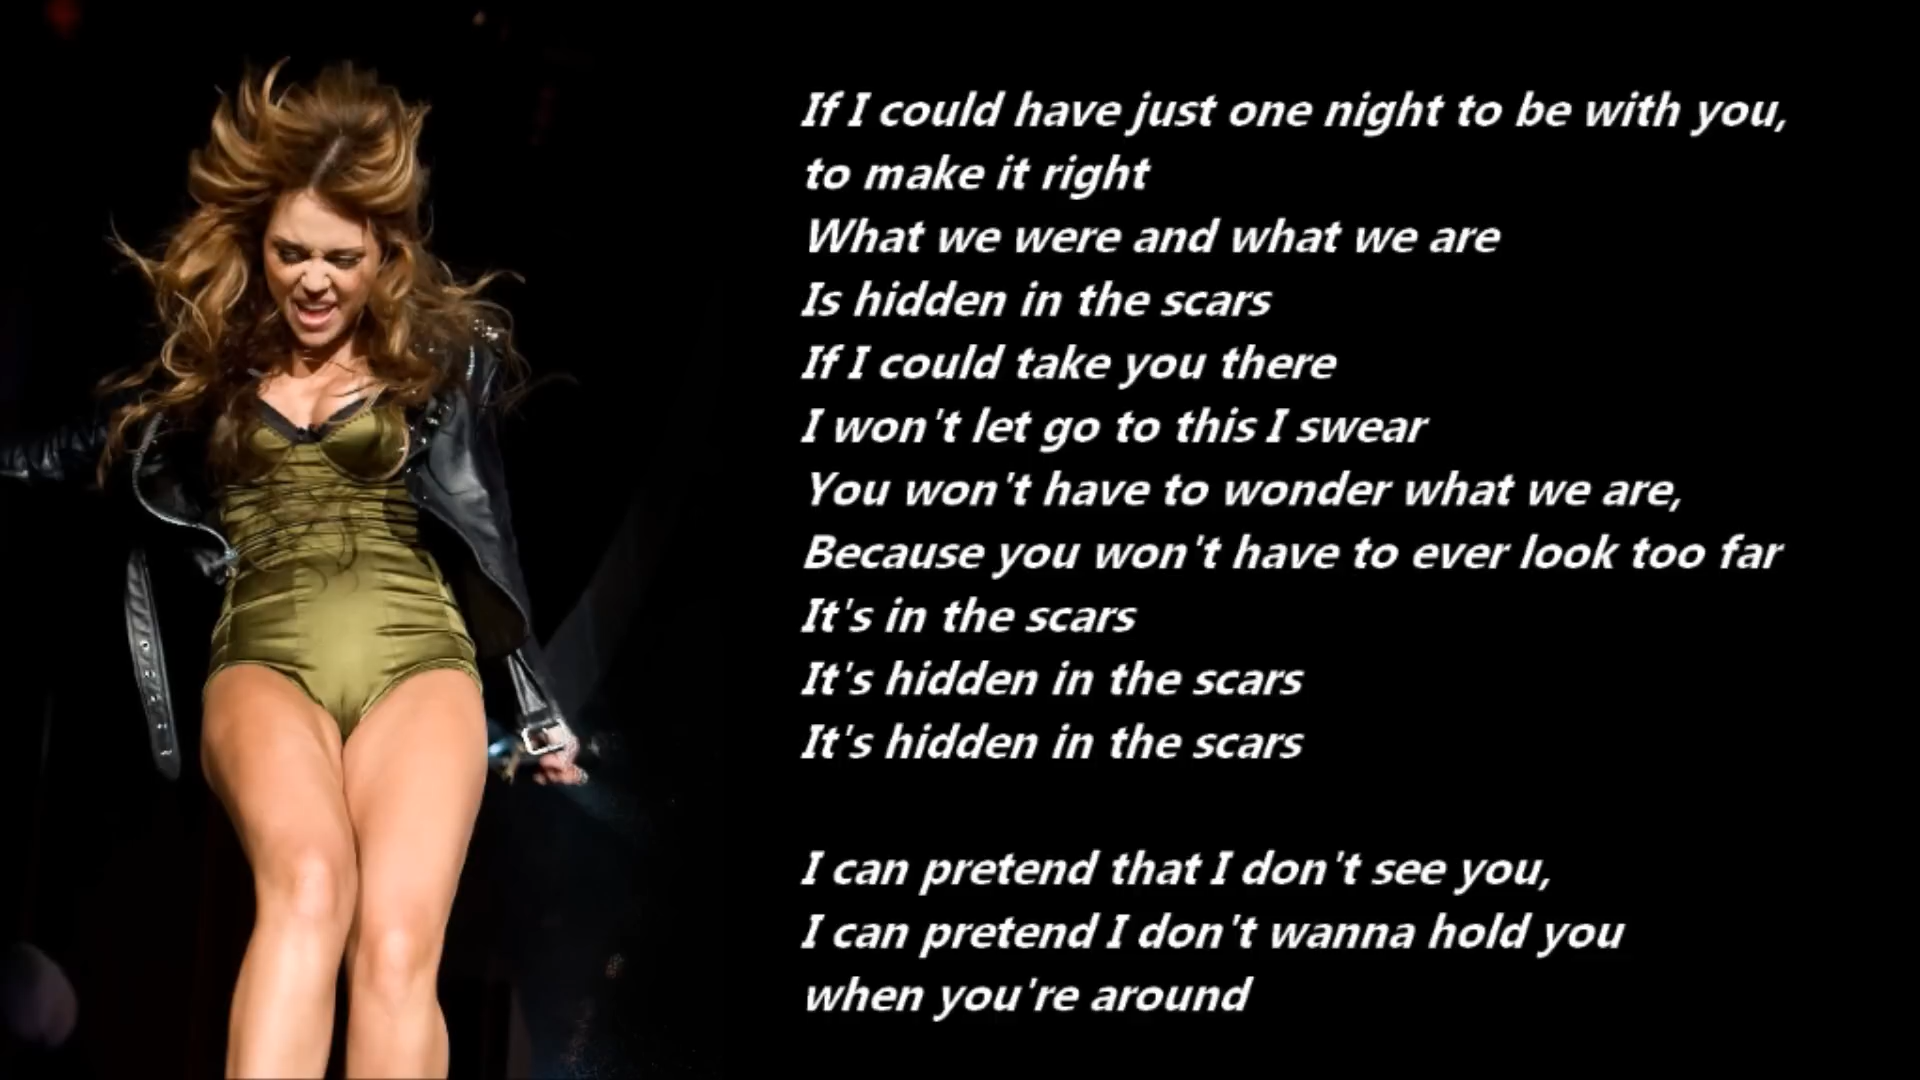 If I could have just one night to be with you,
to make it right
What we were and what we are
Is hidden in the scars
If I could take you there
I won't let go to this I swear
You won't have to wonder what we are,
Because you won't have to ever look too far
It's in the scars
It's hidden in the scars
It's hidden in the scars
I can pretend that I don't see you,
I can pretend I don't wanna hold you
when you're around